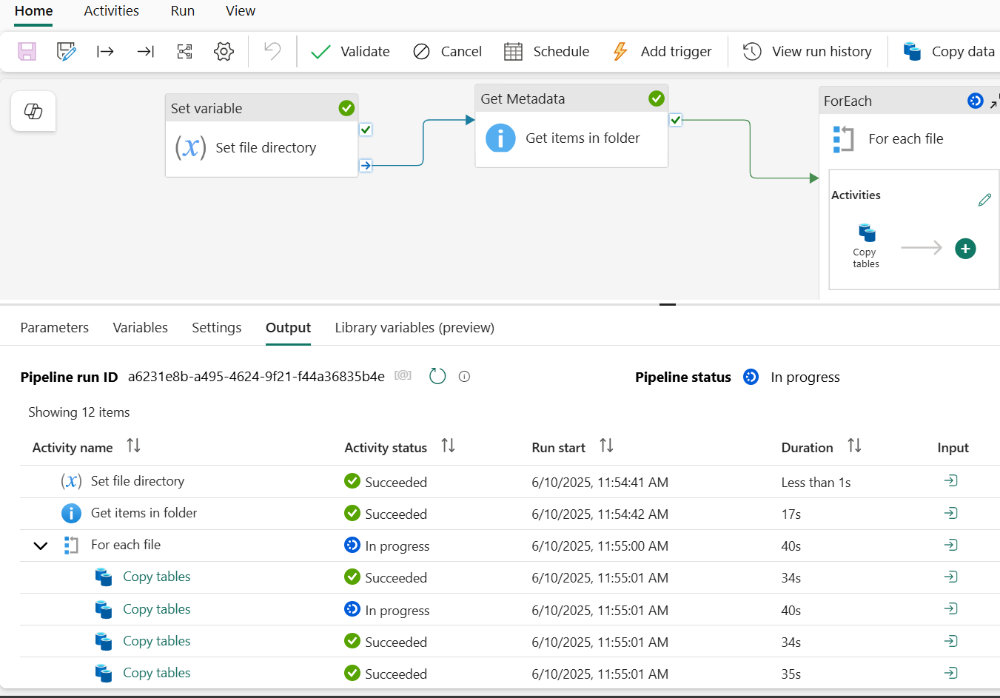 Home Activities Run View
Validate Cancel Schedule Add trigger View run history Copy data
Set variable
Set file directory
Get Metadata
Get items in folder
ForEach
For each file
Activities
Copy
tables
Parameters Variables Settings Output Library variables (preview)
Pipeline run ID a6231e8b-a495-4624-9f21-f44a36835b4e [@] Pipeline status In progress
Showing 12 items
Activity name Activity status Run start Duration Input
(x) Set file directory Succeeded 6/10/2025, 11:54:41 AM Less than 1s
Get items in folder Succeeded 6/10/2025, 11:54:42 AM 17s
For each file In progress 6/10/2025, 11:55:00 AM 40s
Copy tables Succeeded 6/10/2025, 11:55:01 AM 34s
Copy tables In progress 6/10/2025, 11:55:01 AM 40s
Copy tables Succeeded 6/10/2025, 11:55:01 AM 34s
Copy tables Succeeded 6/10/2025, 11:55:01 AM 35s